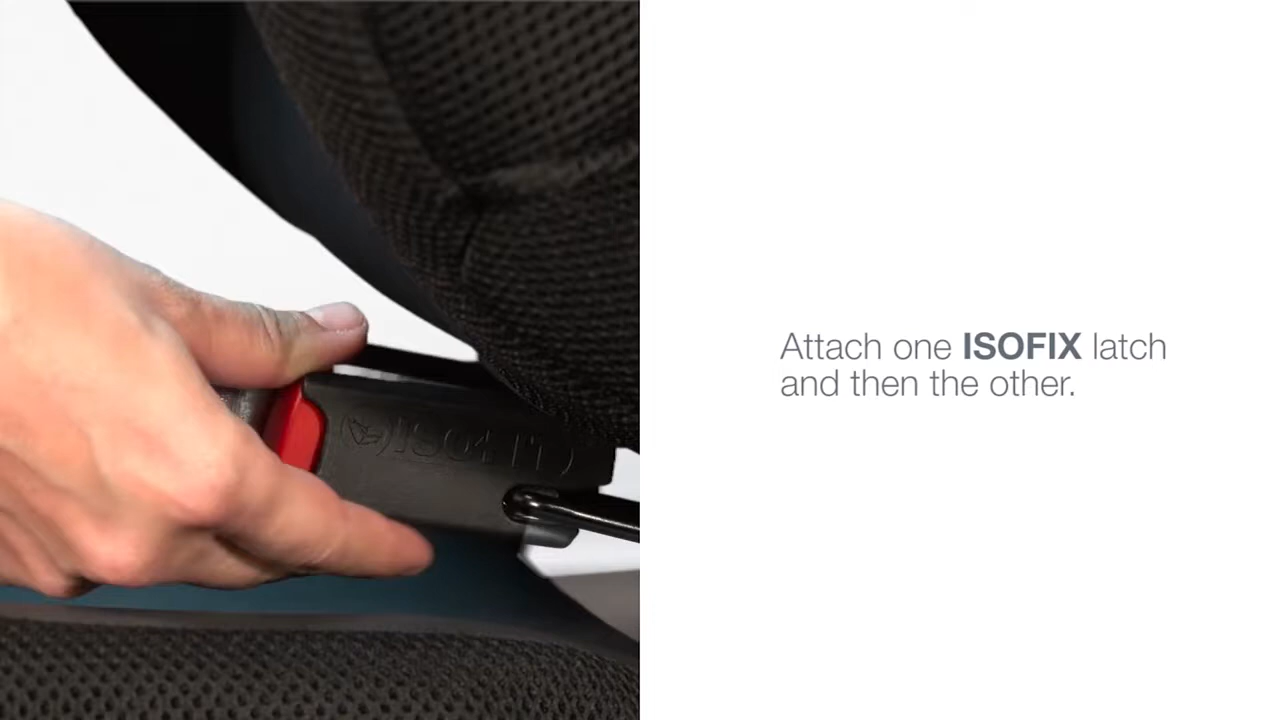 Attach one ISOFIX latch
and then the other.